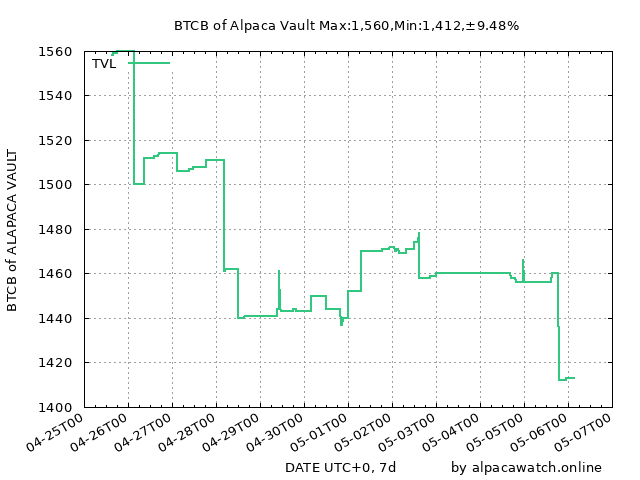 BTCB of Alpaca Vault Max:1,560,Min:1,412,±9.48%
TVL
1560
1540
1520
1500
1480
1460
1440
1420
1400
BTCB of ALAPACA VAULT
04-25T00
04-26T00
04-27T00
04-28T00
04-29T00
04-30T00
05-01T00
05-02T00
05-03T00
05-04T00
05-05T00
05-06T00
05-07T00
DATE UTC+0, 7d
by alpacawatch.online